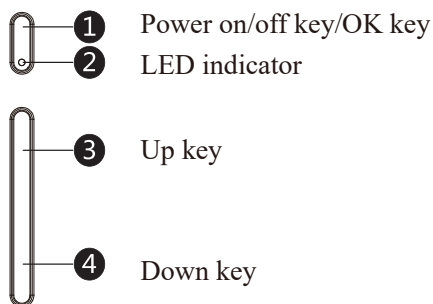 1 Power on/off key/OK key
2 LED indicator
3 Up key
4 Down key